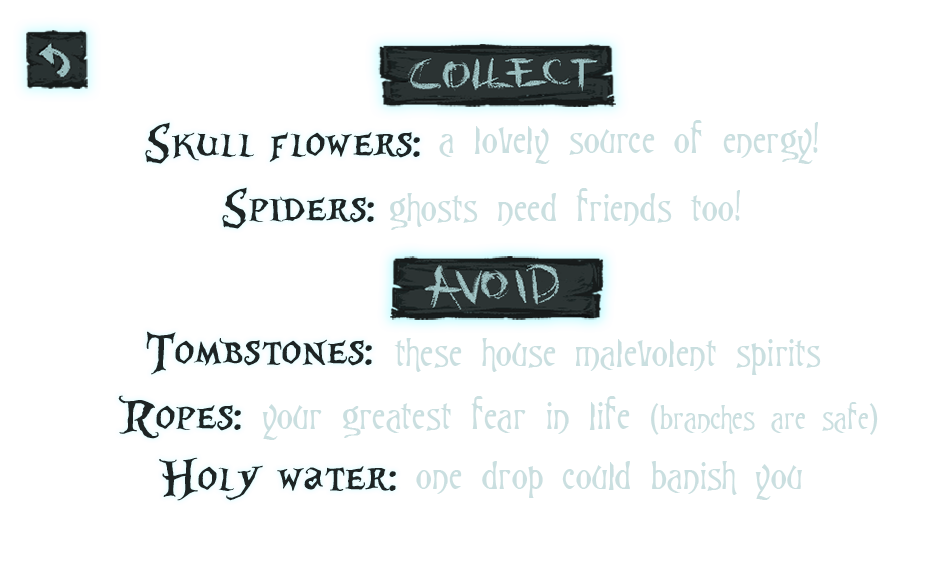 COLLECT
Skull flowers: a lovely source of energy!
Spiders: ghosts need friends too!
AVOID
Tombstones: these house malevolent spirits
Ropes: your greatest fear in life (branches are safe)
Holy water: one drop could banish you